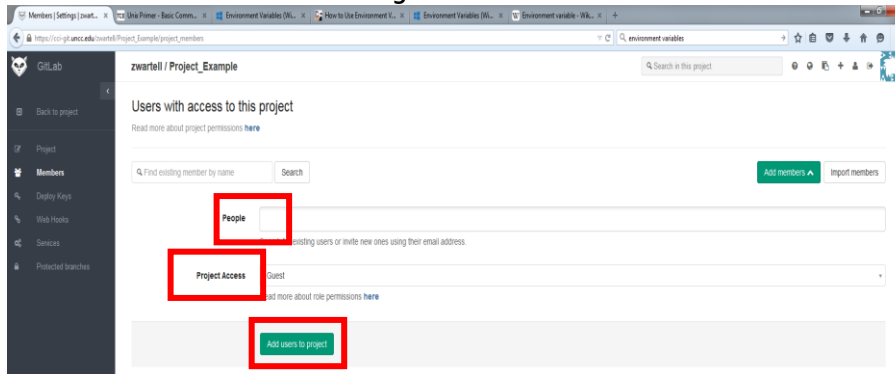 Members | Settings | zwart...
Unix Primer - Basic Comm...
Environment Variables (Wi...
How to Use Environment V...
Environment Variables (Wi...
Environment variable - Wik...
https://cci-git.uncc.edu/zwartell/Project_Example/project_members
environment variables
GitLab
zwartell / Project_Example
Search in this project
Back to project
Users with access to this project
Read more about project permissions here
Project
Members
Find existing member by name
Search
Add members
Import members
Deploy Keys
Web Hooks
People
Services
existing users or invite new ones using their email address.
Protected branches
Project Access
Guest
ead more about role permissions here
Add users to project